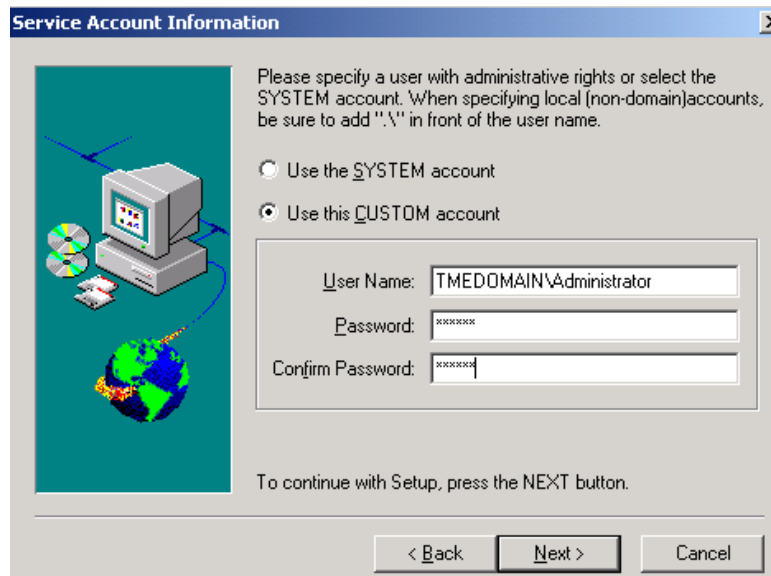 Service Account Information
Please specify a user with administrative rights or select the
SYSTEM account. When specifying local (non-domain)accounts,
be sure to add ".\" in front of the user name.
Use the SYSTEM account
Use this CUSTOM account
User Name: TMEDOMAIN\Administrator
Password: xxxxxx
Confirm Password: xxxxxx
To continue with Setup, press the NEXT button.
< Back Next > Cancel